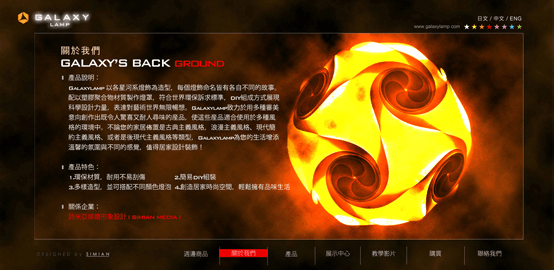 GALAXY
LAMP
日文 / 中文 / ENG
www.galaxylamp.com
關於我們
GALAXY'S BACK GROUND
產品說明：
GALAXYLAMP 以各星河系燈飾為造型，每個燈飾命名皆有各自不同的故事，
配以塑膠聚合物材質製作燈罩，符合世界環保訴求標準，DIY組成方式展現
科學設計力量，表達對藝術世界無限暢想。GALAXYLAMP致力於用多種審美
意向創作出既令人驚喜又耐人尋味的產品，使這些產品適合使用於多種風
格的環境中，不論您的家居佈置是古典主義風格、浪漫主義風格、現代簡
約主義風格，或者是後現代主義風格等類型，GALAXYLAMP為您的生活增添
溫馨的氛圍與不同的感覺，值得居家設計裝飾！
產品特色：
1.環保材質，耐用不易刮傷 2.簡易DIY組裝
3.多樣造型，並可搭配不同顏色燈泡 4.創造居家時尚空間，輕鬆擁有品味生活
關係企業：
( SIMIAN MEDIA )
DESIGNED BY SIMIAN
週邊商品 關於我們 產品 展示中心 教學影片 購買 聯絡我們